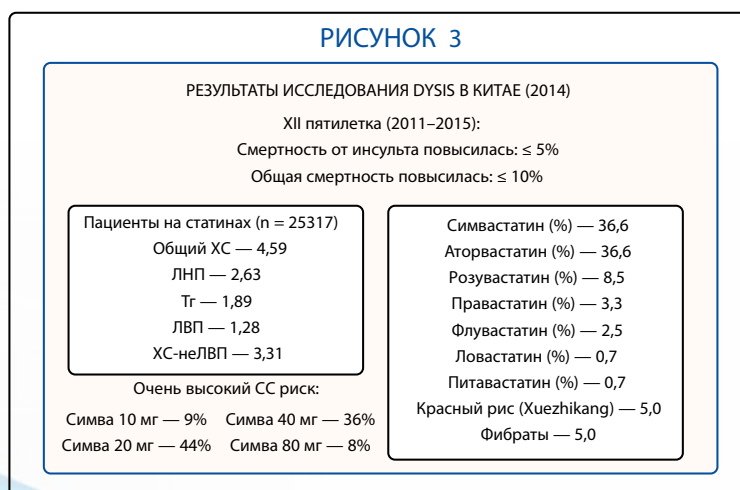 РИСУНОК 3
РЕЗУЛЬТАТЫ ИССЛЕДОВАНИЯ DYSIS В КИТАЕ (2014)
XII пятилетка (2011–2015):
Смертность от инсульта повысилась: ≤ 5%
Общая смертность повысилась: ≤ 10%
Пациенты на статинах (n = 25317)
Общий ХС — 4,59
ЛНП — 2,63
Тг — 1,89
ЛВП — 1,28
ХС-неЛВП — 3,31
Очень высокий СС риск:
Симва 10 мг — 9% Симва 40 мг — 36%
Симва 20 мг — 44% Симва 80 мг — 8%
Симвастатин (%) — 36,6
Аторвастатин (%) — 36,6
Розувастатин (%) — 8,5
Правастатин (%) — 3,3
Флувастатин (%) — 2,5
Ловастатин (%) — 0,7
Питавастатин (%) — 0,7
Красный рис (Xuezhikang) — 5,0
Фибраты — 5,0